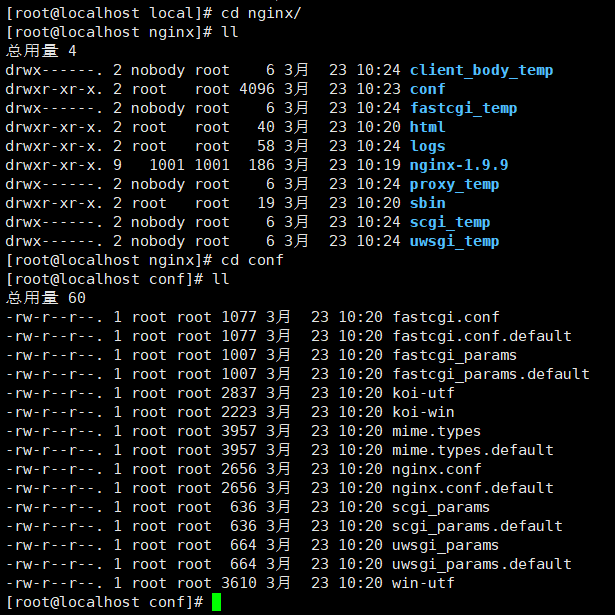 [root@localhost local]# cd nginx/
[root@localhost nginx]# ll
总用量 4
drwx------. 2 nobody root    6 3月  23 10:24 client_body_temp
drwxr-xr-x. 2 root   root 4096 3月  23 10:23 conf
drwx------. 2 nobody root    6 3月  23 10:24 fastcgi_temp
drwxr-xr-x. 2 root   root   40 3月  23 10:20 html
drwxr-xr-x. 2 root   root   58 3月  23 10:24 logs
drwxr-xr-x. 9   1001 1001  186 3月  23 10:19 nginx-1.9.9
drwx------. 2 nobody root    6 3月  23 10:24 proxy_temp
drwxr-xr-x. 2 root   root   19 3月  23 10:20 sbin
drwx------. 2 nobody root    6 3月  23 10:24 scgi_temp
drwx------. 2 nobody root    6 3月  23 10:24 uwsgi_temp
[root@localhost nginx]# cd conf
[root@localhost conf]# ll
总用量 60
-rw-r--r--. 1 root root 1077 3月  23 10:20 fastcgi.conf
-rw-r--r--. 1 root root 1077 3月  23 10:20 fastcgi.conf.default
-rw-r--r--. 1 root root 1007 3月  23 10:20 fastcgi_params
-rw-r--r--. 1 root root 1007 3月  23 10:20 fastcgi_params.default
-rw-r--r--. 1 root root 2837 3月  23 10:20 koi-utf
-rw-r--r--. 1 root root 2223 3月  23 10:20 koi-win
-rw-r--r--. 1 root root 3957 3月  23 10:20 mime.types
-rw-r--r--. 1 root root 3957 3月  23 10:20 mime.types.default
-rw-r--r--. 1 root root 2656 3月  23 10:20 nginx.conf
-rw-r--r--. 1 root root 2656 3月  23 10:20 nginx.conf.default
-rw-r--r--. 1 root root  636 3月  23 10:20 scgi_params
-rw-r--r--. 1 root root  636 3月  23 10:20 scgi_params.default
-rw-r--r--. 1 root root  664 3月  23 10:20 uwsgi_params
-rw-r--r--. 1 root root  664 3月  23 10:20 uwsgi_params.default
-rw-r--r--. 1 root root 3610 3月  23 10:20 win-utf
[root@localhost conf]#